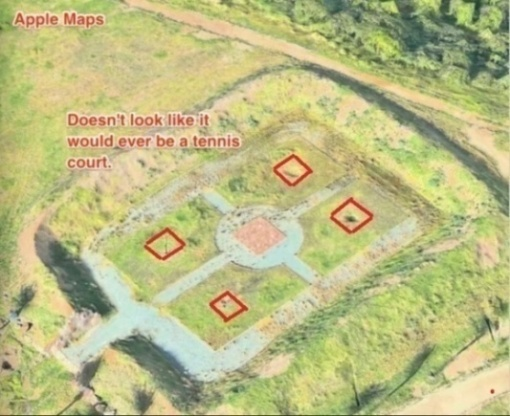 Apple Maps
Doesn't look like it
would ever be a tennis
court.